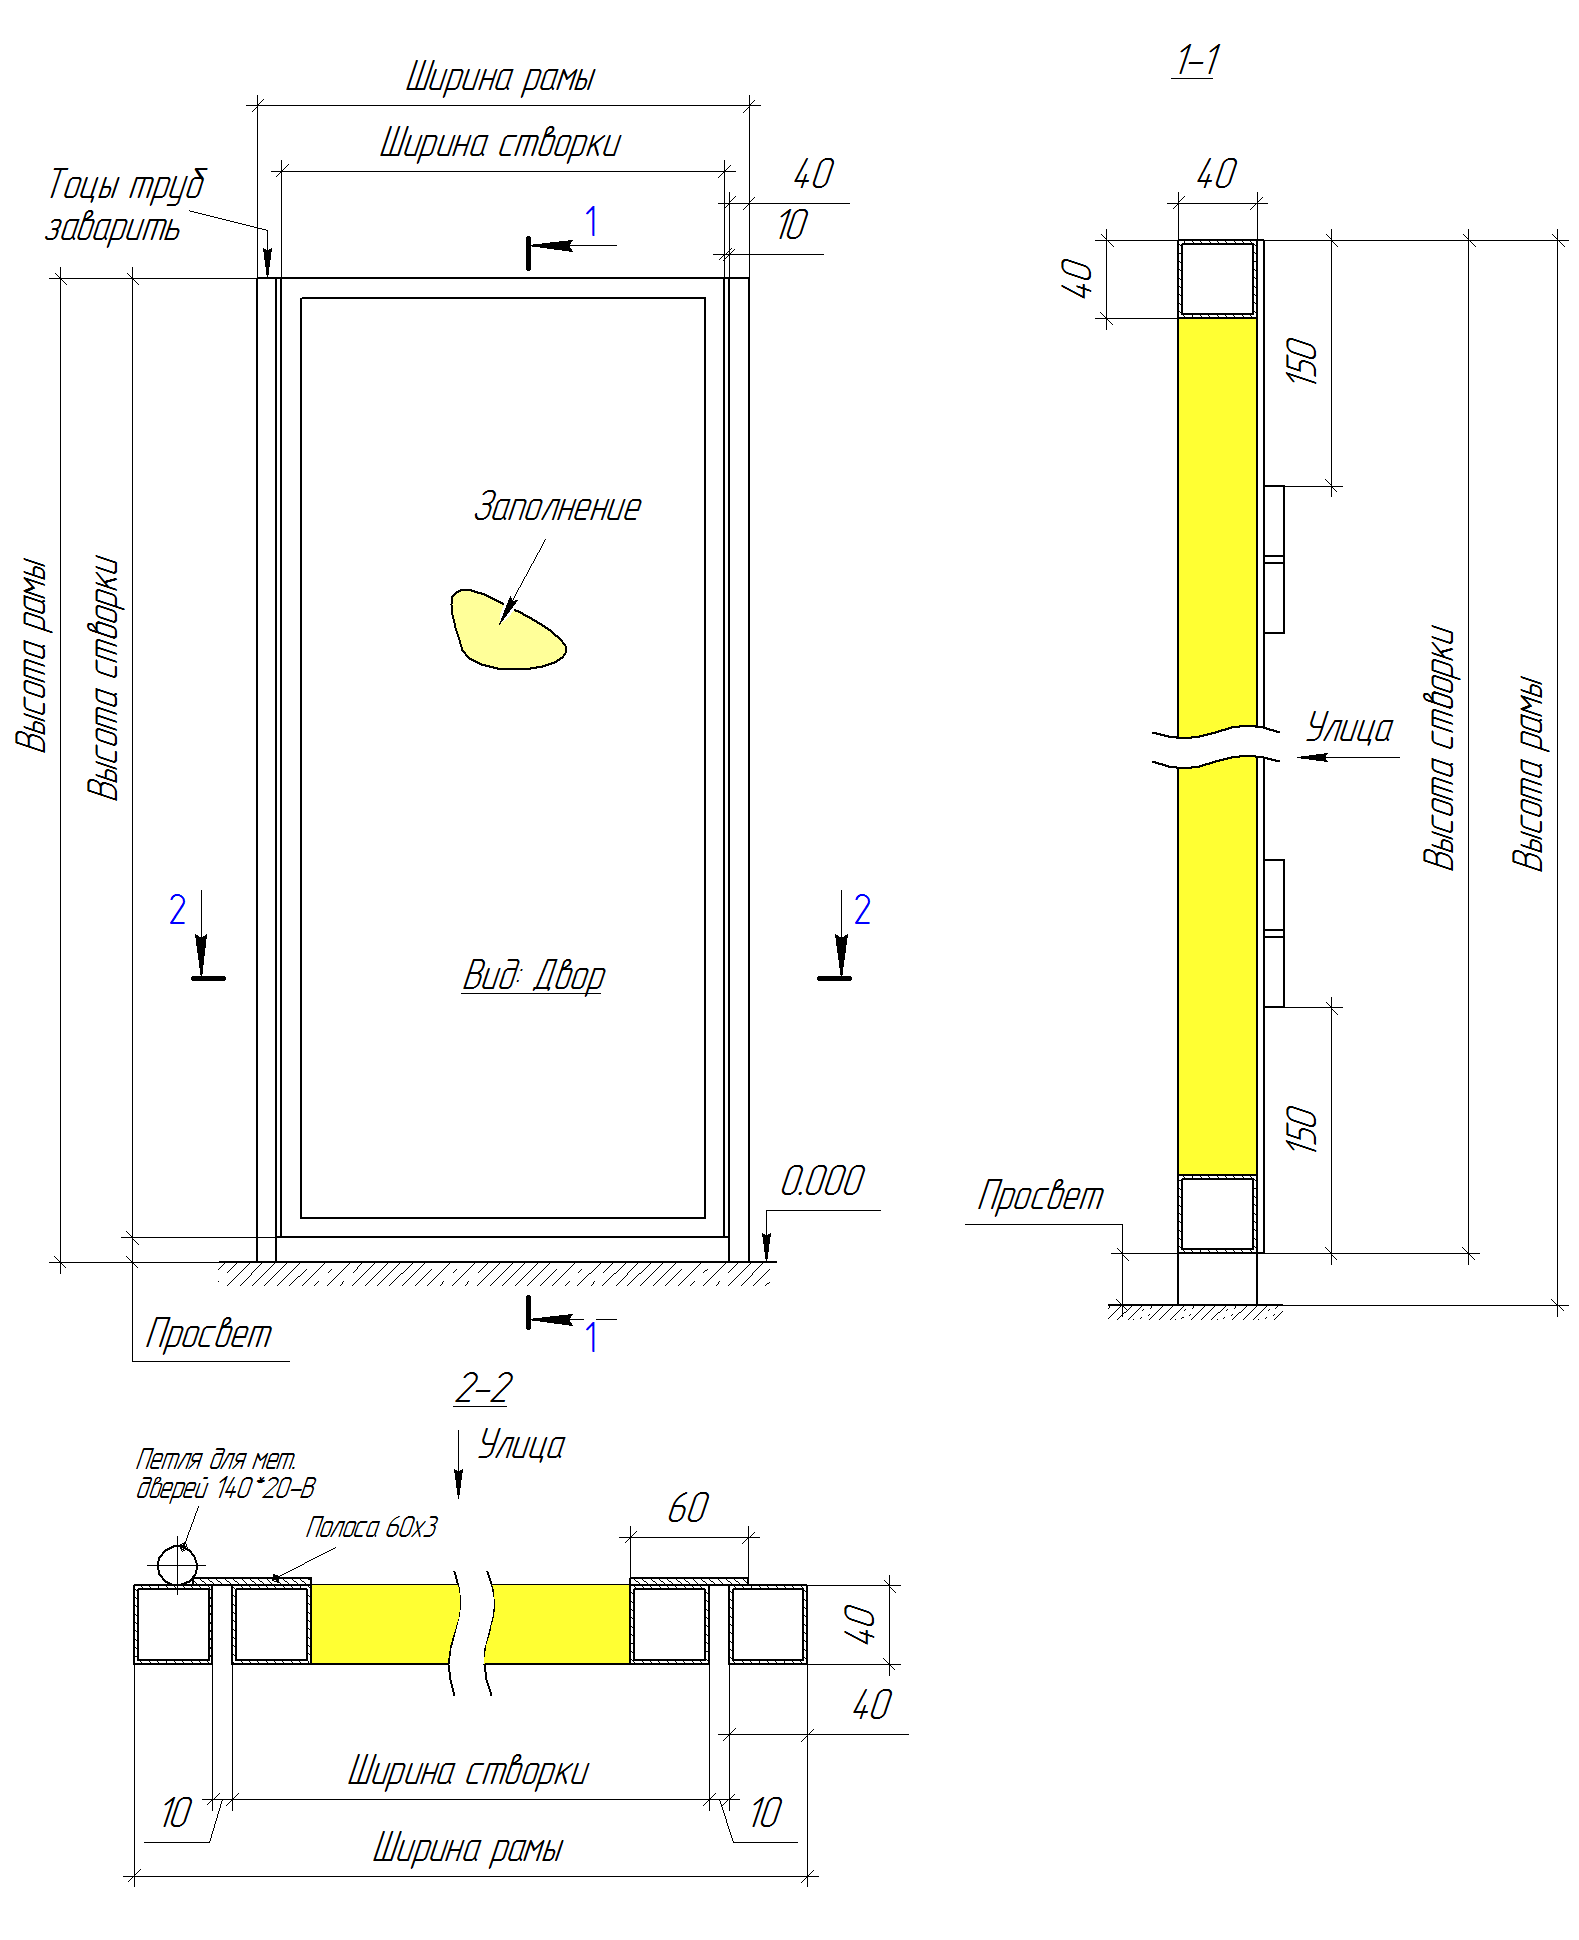 Ширина рамы
Ширина створки
40
10
Тоцы труб
заварить
1
Заполнение
Высота рамы
Высота створки
2
2
Вид: Двор
0.000
Просвет
1
1-1
40
40
150
Улица
Высота створки
Высота рамы
150
Просвет
2-2
Улица
Петля для мет.
дверей 140*20-В
Полоса 60х3
60
40
40
Ширина створки
10
10
Ширина рамы